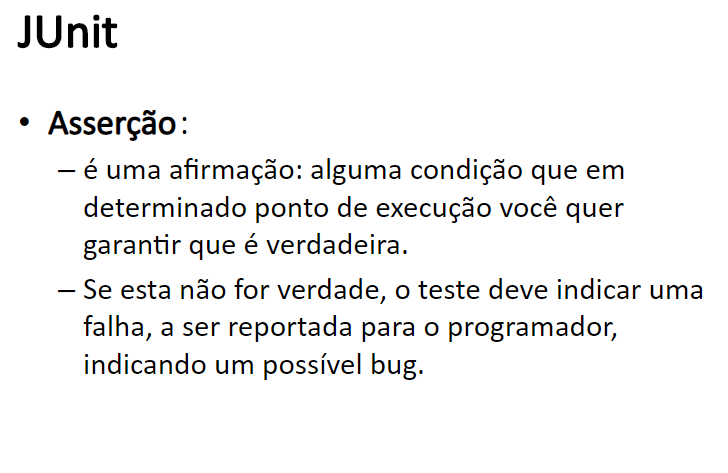 JUnit
• Asserção:
– é uma afirmação: alguma condição que em
determinado ponto de execução você quer
garantir que é verdadeira.
– Se esta não for verdade, o teste deve indicar uma
falha, a ser reportada para o programador,
indicando um possível bug.